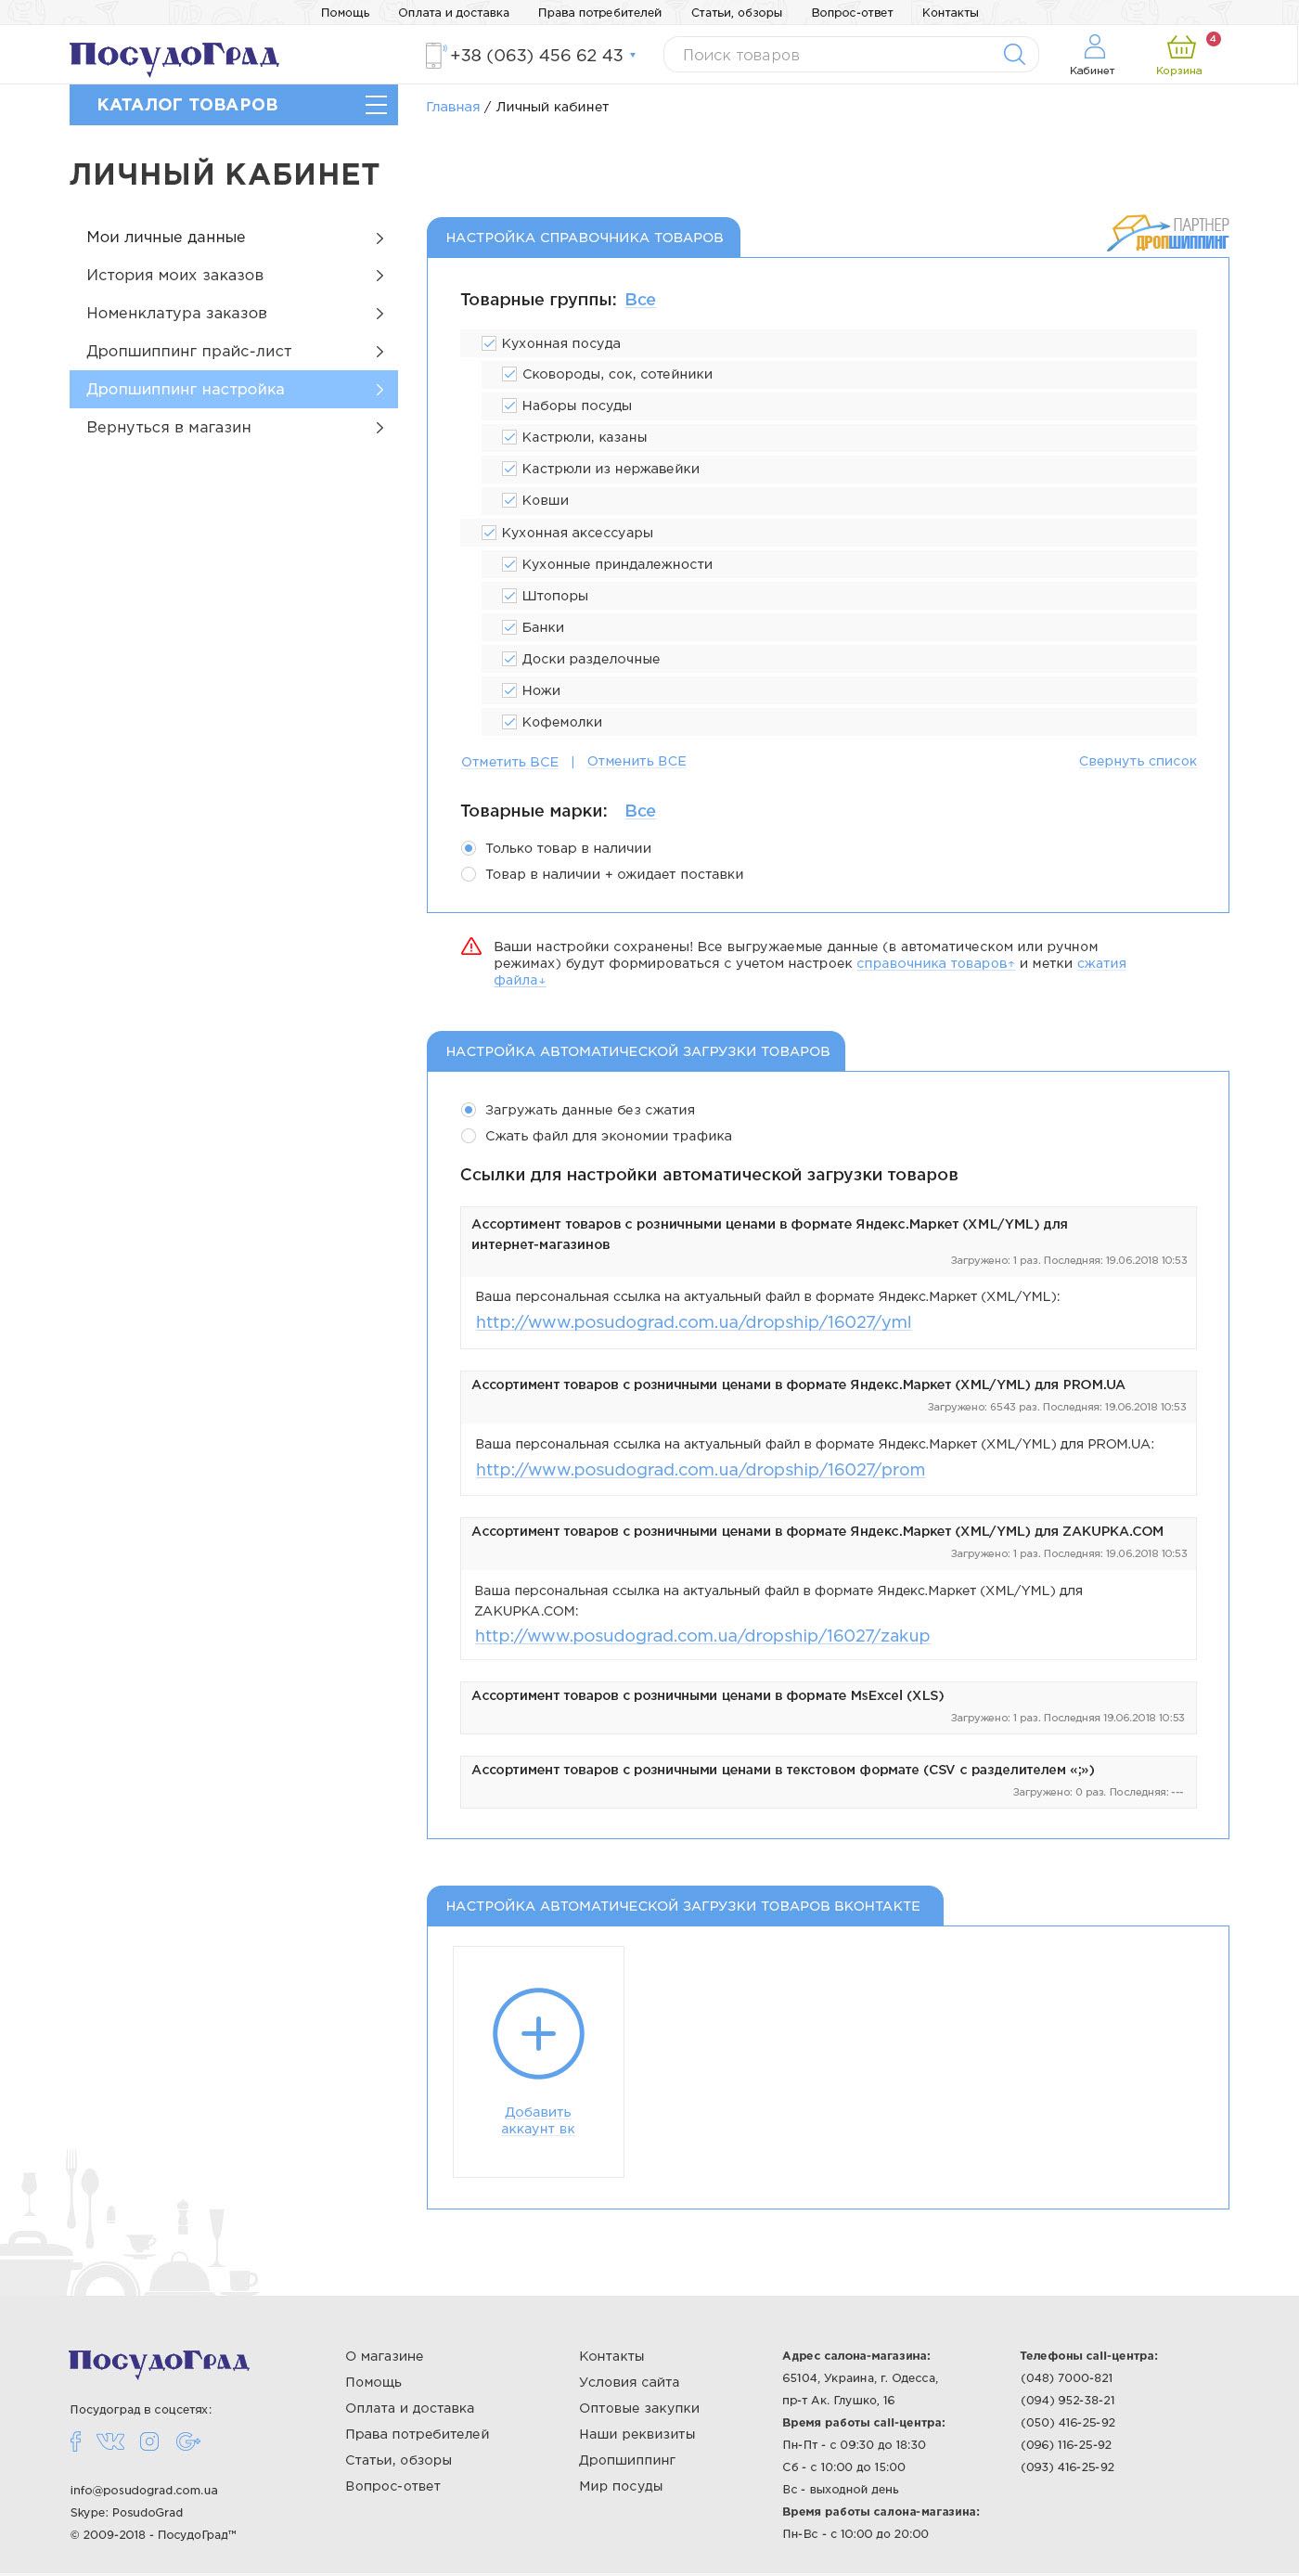 Помощь Оплата и доставка Права потребителей Статьи, обзоры Вопрос-ответ Контакты
ПосудоГрад
+38 (063) 456 62 43
Поиск товаров
Кабинет
4
Корзина
КАТАЛОГ ТОВАРОВ
Главная / Личный кабинет
ЛИЧНЫЙ КАБИНЕТ
Мои личные данные
История моих заказов
Номенклатура заказов
Дропшиппинг прайс-лист
Дропшиппинг настройка
Вернуться в магазин
НАСТРОЙКА СПРАВОЧНИКА ТОВАРОВ
ПАРТНЕР
ДРОПШИППИНГ
Товарные группы: Все
Кухонная посуда
Сковороды, сок, сотейники
Наборы посуды
Кастрюли, казаны
Кастрюли из нержавейки
Ковши
Кухонная аксессуары
Кухонные приндалежности
Штопоры
Банки
Доски разделочные
Ножи
Кофемолки
Отметить ВСЕ | Отменить ВСЕ
Свернуть список
Товарные марки: Все
Только товар в наличии
Товар в наличии + ожидает поставки
Ваши настройки сохранены! Все выгружаемые данные (в автоматическом или ручном
режимах) будут формироваться с учетом настроек справочника товаров↑ и метки сжатия
файла↓
НАСТРОЙКА АВТОМАТИЧЕСКОЙ ЗАГРУЗКИ ТОВАРОВ
Загружать данные без сжатия
Сжать файл для экономии трафика
Ссылки для настройки автоматической загрузки товаров
Ассортимент товаров с розничными ценами в формате Яндекс.Маркет (XML/YML) для
интернет-магазинов
Загружено: 1 раз. Последняя: 19.06.2018 10:53
Ваша персональная ссылка на актуальный файл в формате Яндекс.Маркет (XML/YML):
http://www.posudograd.com.ua/dropship/16027/yml
Ассортимент товаров с розничными ценами в формате Яндекс.Маркет (XML/YML) для PROM.UA
Загружено: 6543 раз. Последняя: 19.06.2018 10:53
Ваша персональная ссылка на актуальный файл в формате Яндекс.Маркет (XML/YML) для PROM.UA:
http://www.posudograd.com.ua/dropship/16027/prom
Ассортимент товаров с розничными ценами в формате Яндекс.Маркет (XML/YML) для ZAKUPKA.COM
Загружено: 1 раз. Последняя: 19.06.2018 10:53
Ваша персональная ссылка на актуальный файл в формате Яндекс.Маркет (XML/YML) для
ZAKUPKA.COM:
http://www.posudograd.com.ua/dropship/16027/zakup
Ассортимент товаров с розничными ценами в формате MsExcel (XLS)
Загружено: 1 раз. Последняя 19.06.2018 10:53
Ассортимент товаров с розничными ценами в текстовом формате (CSV с разделителем «;»)
Загружено: 0 раз. Последняя: ---
НАСТРОЙКА АВТОМАТИЧЕСКОЙ ЗАГРУЗКИ ТОВАРОВ ВКОНТАКТЕ
Добавить
аккаунт вк
ПосудоГрад
Посудоград в соцсетях:
info@posudograd.com.ua
Skype: PosudoGrad
© 2009-2018 - ПосудоГрад™
О магазине
Помощь
Оплата и доставка
Права потребителей
Статьи, обзоры
Вопрос-ответ
Контакты
Условия сайта
Оптовые закупки
Наши реквизиты
Дропшиппинг
Мир посуды
Адрес салона-магазина:
65104, Украина, г. Одесса,
пр-т Ак. Глушко, 16
Время работы call-центра:
Пн-Пт - с 09:30 до 18:30
Сб - с 10:00 до 15:00
Вс - выходной день
Время работы салона-магазина:
Пн-Вс - с 10:00 до 20:00
Телефоны call-центра:
(048) 7000-821
(094) 952-38-21
(050) 416-25-92
(096) 116-25-92
(093) 416-25-92